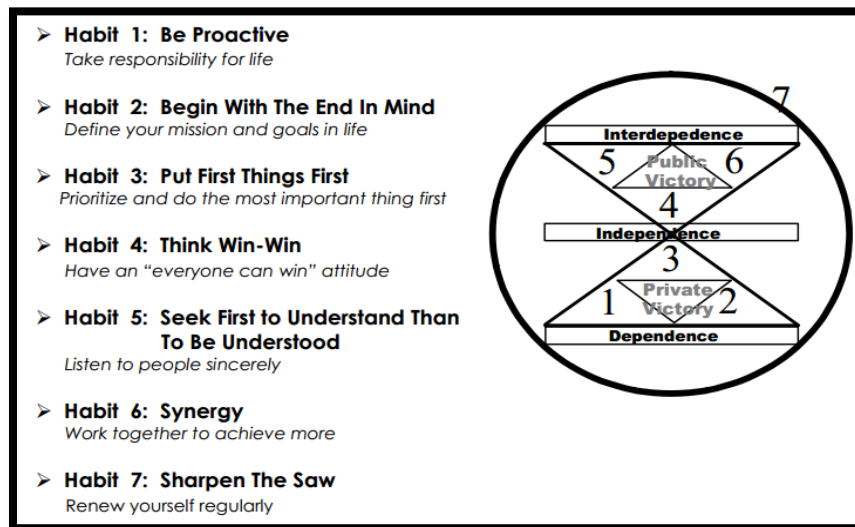 ➢ Habit 1: Be Proactive
Take responsibility for life
➢ Habit 2: Begin With The End In Mind
Define your mission and goals in life
➢ Habit 3: Put First Things First
Prioritize and do the most important thing first
➢ Habit 4: Think Win-Win
Have an “everyone can win” attitude
➢ Habit 5: Seek First to Understand Than
To Be Understood
Listen to people sincerely
➢ Habit 6: Synergy
Work together to achieve more
➢ Habit 7: Sharpen The Saw
Renew yourself regularly
7
Interdepedence
5 Public 6
Victory
4
Independence
3
1 Private 2
Victory
Dependence